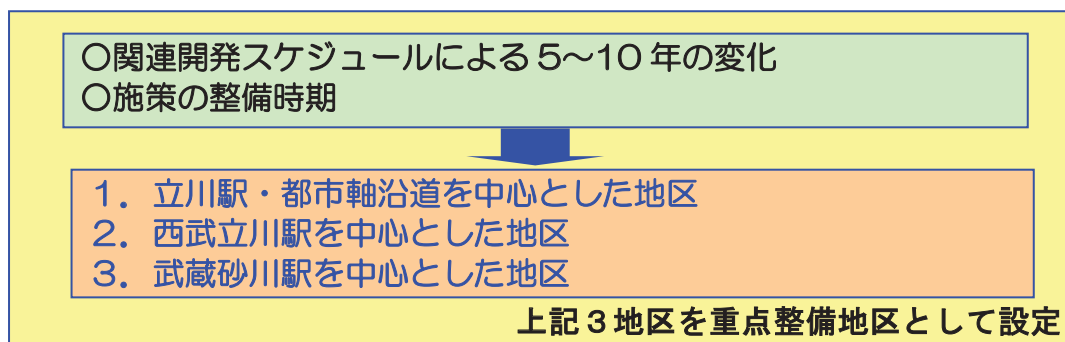 〇関連開発スケジュールによる5～10年の変化
〇施策の整備時期
1．立川駅・都市軸沿道を中心とした地区
2．西武立川駅を中心とした地区
3．武蔵砂川駅を中心とした地区
上記3地区を重点整備地区として設定